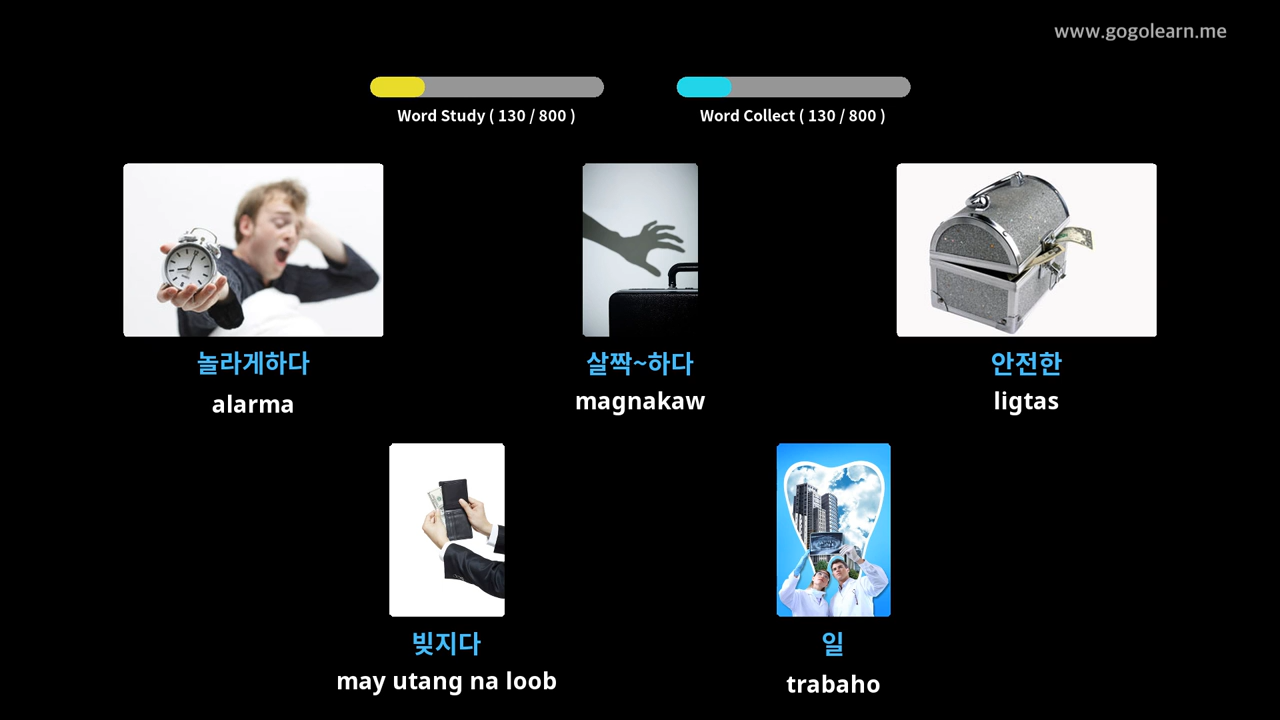 www.gogolearn.me
Word Study ( 130 / 800 )
Word Collect ( 130 / 800 )
놀라게하다
alarma
살짝~하다
magnakaw
안전한
ligtas
빚지다
may utang na loob
일
trabaho